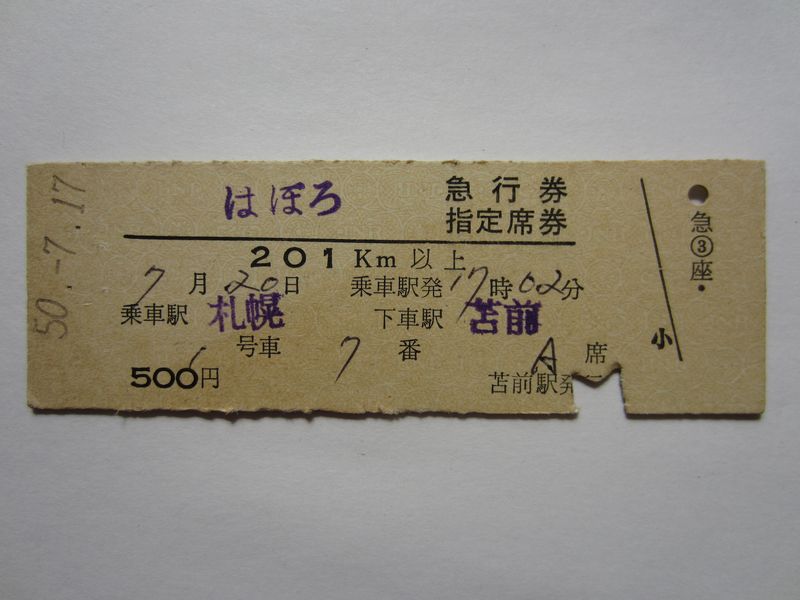 50.-7.17
はほろ 急行券
指定席券
201Km以上
7月20日 乗車駅発17時02分
乗車駅 札幌 下車駅 苫前
号車 7番 A席
500円 苫前駅発
小
急③座・